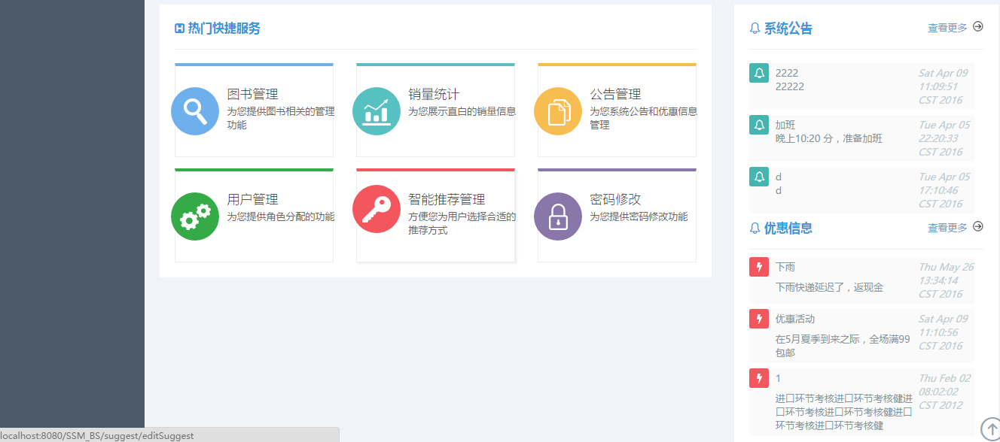 热门快捷服务
图书管理
为您提供图书相关的管理
功能
销量统计
为您展示直白的销量信息
公告管理
为您系统公告和优惠信息
管理
用户管理
为您提供角色分配的功能
智能推荐管理
方便您为用户选择合适的
推荐方式
密码修改
为您提供密码修改功能
系统公告
查看更多
2222
22222
Sat Apr 09
11:09:51
CST 2016
加班
晚上10:20 分，准备加班
Tue Apr 05
22:20:33
CST 2016
d
d
Tue Apr 05
17:10:46
CST 2016
优惠信息
查看更多
下雨
下雨快递延迟了，返现金
Thu May 26
13:34:14
CST 2016
优惠活动
在5月夏季到来之际，全场满99
包邮
Sat Apr 09
11:10:56
CST 2016
1
进口环节考核进口环节考核健进
口环节考核进口环节考核健进口
环节考核进口环节考核健
Thu Feb 02
08:02:02
CST 2012
localhost:8080/SSM_BS/suggest/editSuggest